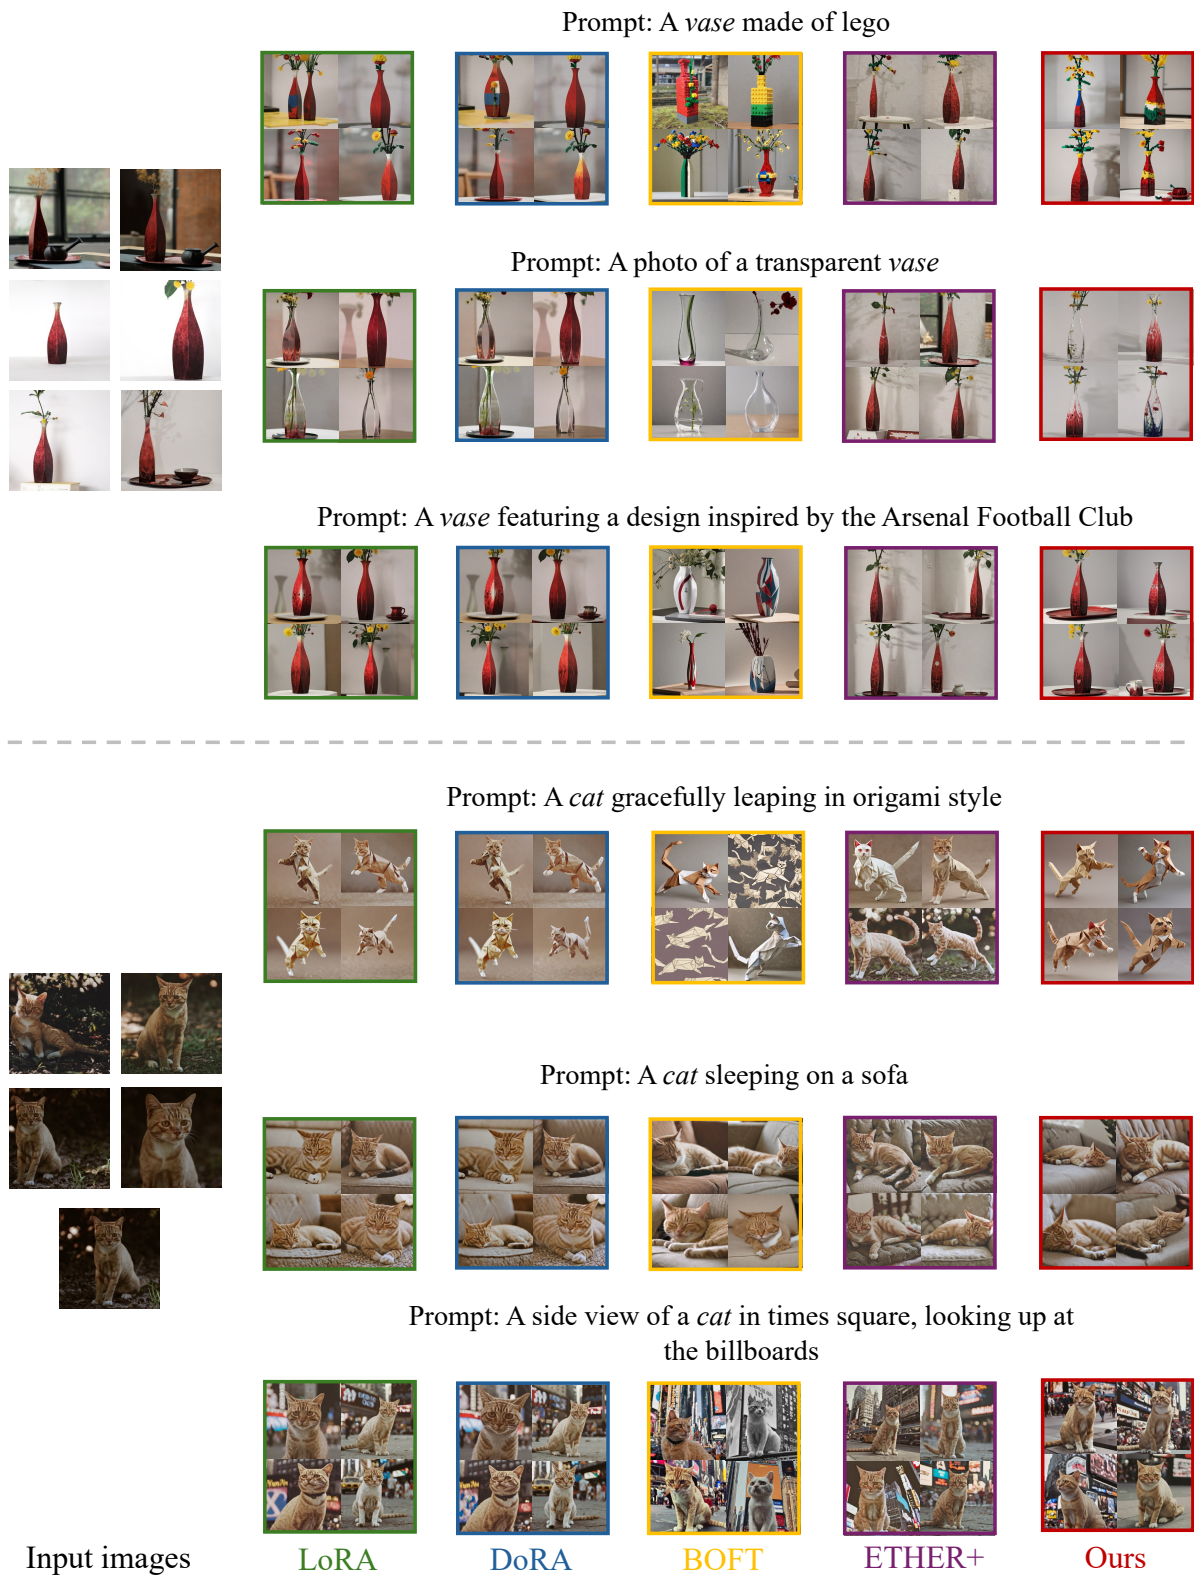 Prompt: A vase made of lego
Prompt: A photo of a transparent vase
Prompt: A vase featuring a design inspired by the Arsenal Football Club
Prompt: A cat gracefully leaping in origami style
Prompt: A cat sleeping on a sofa
Prompt: A side view of a cat in times square, looking up at
the billboards
Input images
LoRA
DoRA
BOFT
ETHER+
Ours